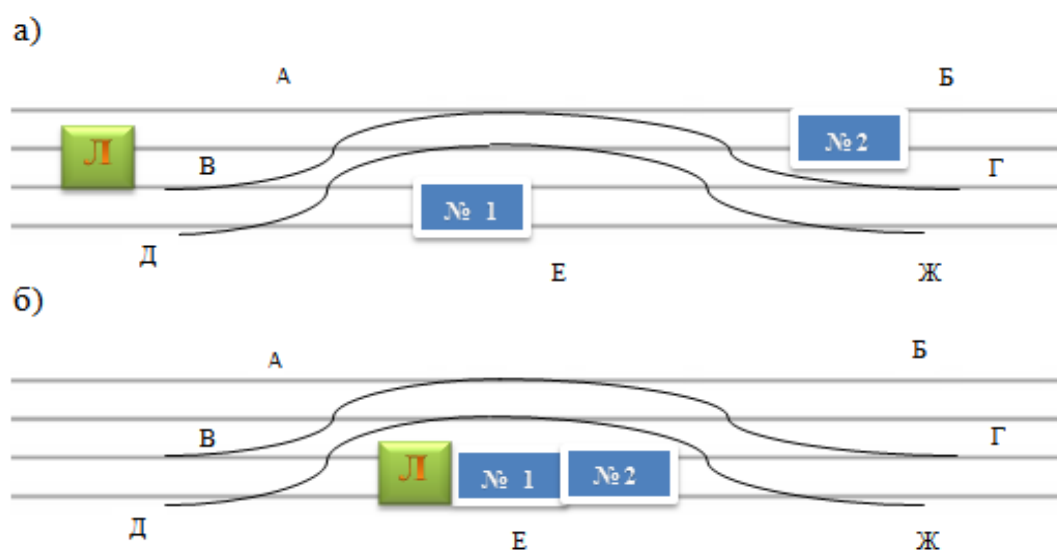 а)
А Б
Л В № 2 Г
№ 1
Д Е Ж
б)
А Б
В Г
Л № 1 № 2
Д Е Ж